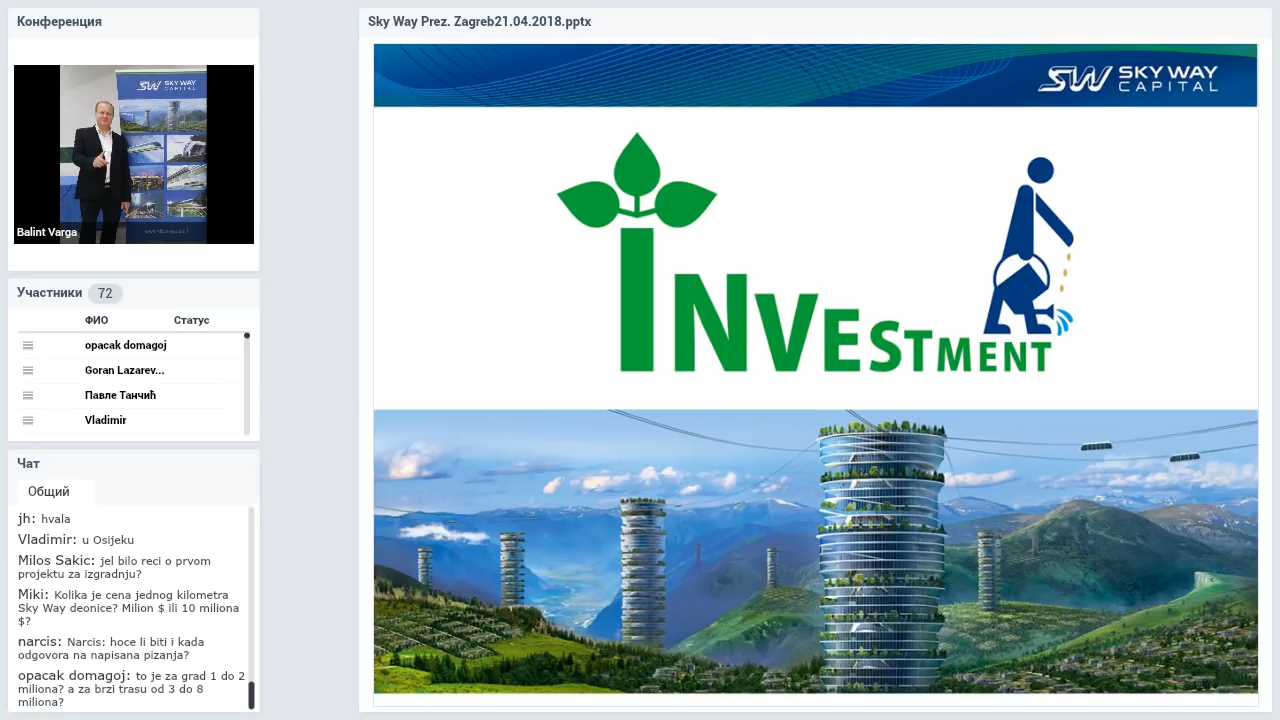 Конференция
Balint Varga
Участники 72
ФИО Статус
opacak domagoj
Goran Lazarev...
Павле Танчић
Vladimir
Чат
Общий
jh: hvala
Vladimir: u Osijeku
Milos Sakic: jel bilo reci o prvom
projektu za izgradnju?
Miki: Kolika je cena jednog kilometra
Sky Way deonice? Milion $ ili 10 miliona
$?
narcis: Narcis: hoce li biti i kada
odgovora na napisana pizanja?
opacak domagoj: za grad 1 do 2
miliona? a za brzi trasu od 3 do
miliona?
Sky Way Prez. Zagreb21.04.2018.pptx
SW SKY WAY
CAPITAL
INVESTMENT
SW SKY WAY